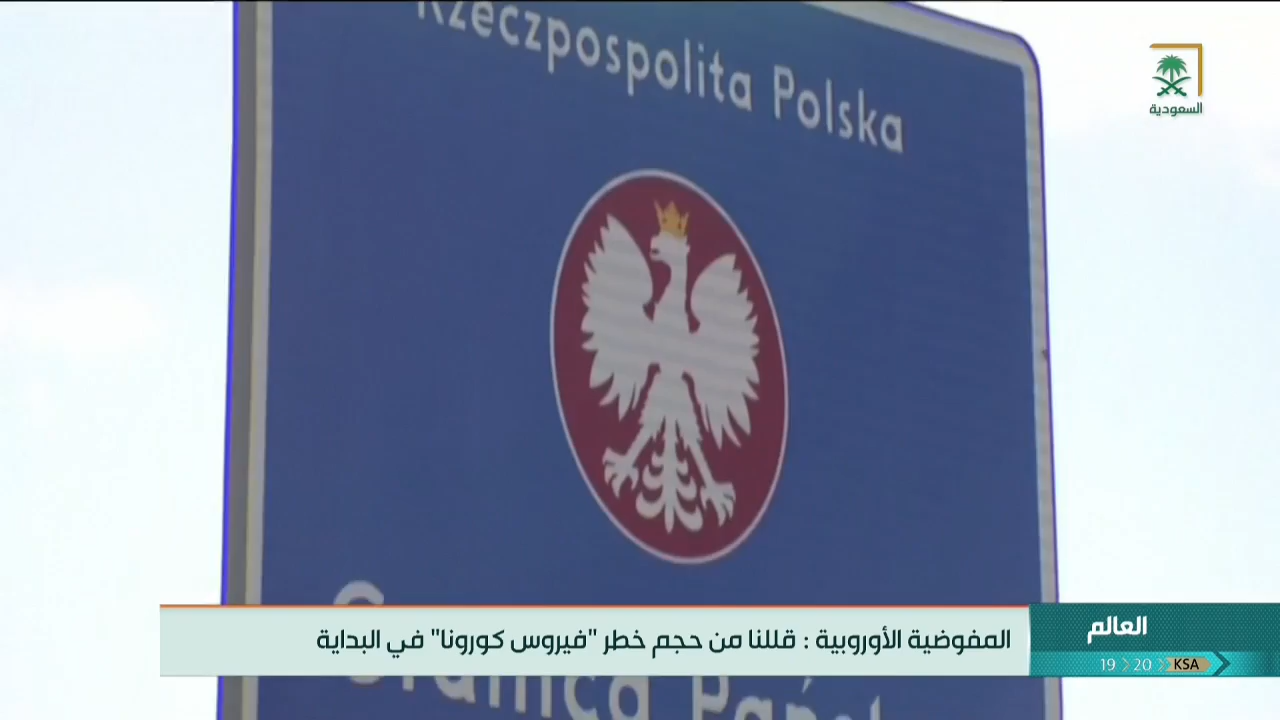 Rzeczpospolita Polska
السعودية
العالم
المفوضية الأوروبية : قللنا من حجم خطر "فيروس كورونا" في البداية
19 20 KSA